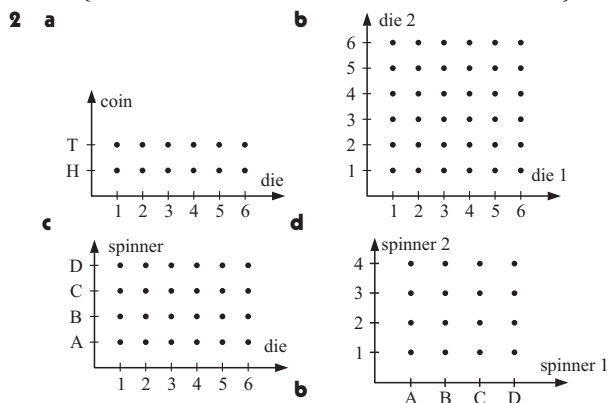 2 a
coin
T
H
die
1 2 3 4 5 6
b
die 2
6
5
4
3
2
1
die 1
1 2 3 4 5 6
c
spinner
D
C
B
A
die
1 2 3 4 5 6
d
spinner 2
4
3
2
1
spinner 1
A B C D
b